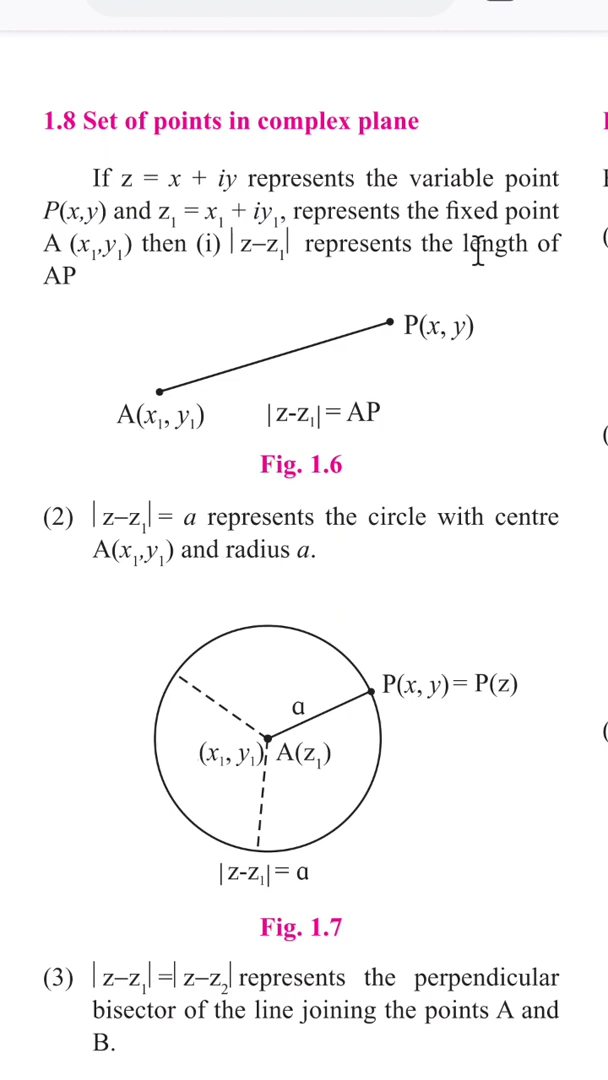 1.8 Set of points in complex plane
If z = x + iy represents the variable point
P(x,y) and z₁ = x₁ + iy₁, represents the fixed point
A (x₁,y₁) then (i) |z–z₁| represents the length of
AP
P(x, y)
A(x₁, y₁) |z-z₁| = AP
Fig. 1.6
(2) |z–z₁| = a represents the circle with centre
A(x₁,y₁) and radius a.
P(x, y)= P(z)
a
(x₁, y₁) A(z₁)
|z-z₁| = a
Fig. 1.7
(3) |z–z₁| =| z–z₂| represents the perpendicular
bisector of the line joining the points A and
B.